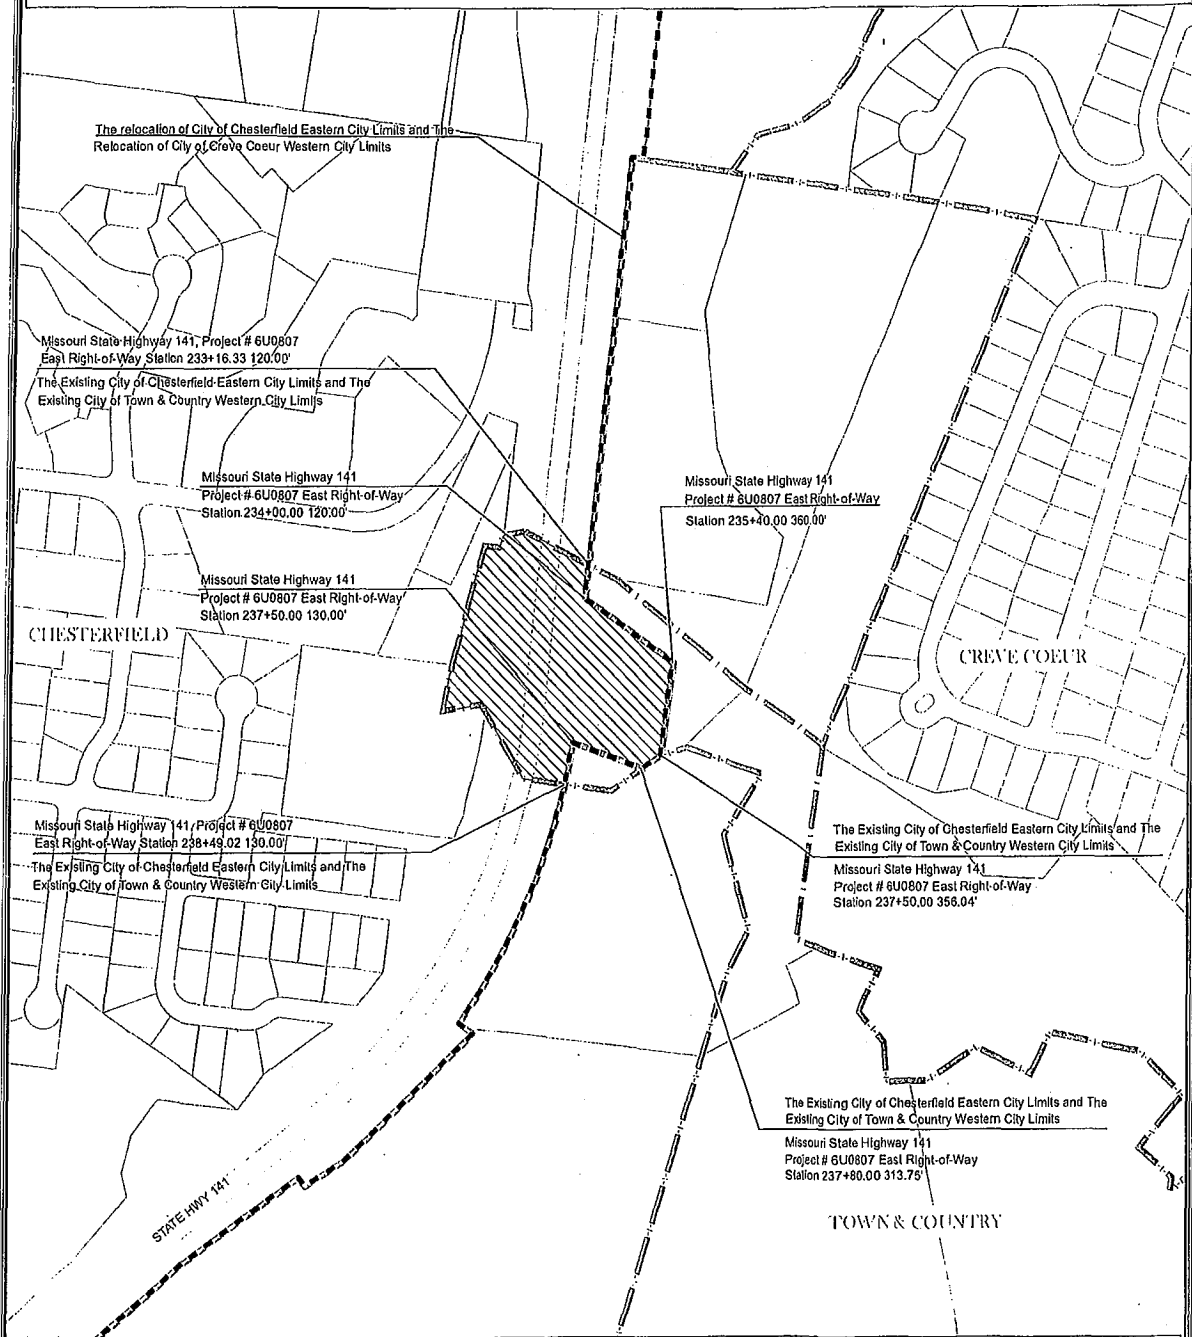 The relocation of City of Chesterfield Eastern City Limits and The
Relocation of City of Creve Coeur Western City Limits
Missouri State Highway 141, Project # 6U0807
East Right-of-Way Station 233+16.33 120.00'
The Existing City of Chesterfield Eastern City Limits and The
Existing City of Town & Country Western City Limits
Missouri State Highway 141
Project # 6U0807 East Right-of-Way
Station 234+00.00 120.00'
Missouri State Highway 141
Project # 6U0807 East Right-of-Way
Station 235+40.00 360.00'
Missouri State Highway 141
Project # 6U0807 East Right-of-Way
Station 237+50.00 130.00'
CHESTERFIELD
CREVE COEUR
Missouri State Highway 141, Project # 6U0807
East Right-of-Way Station 238+49.02 130.00'
The Existing City of Chesterfield Eastern City Limits and The
Existing City of Town & Country Western City Limits
The Existing City of Chesterfield Eastern City Limits and The
Existing City of Town & Country Western City Limits
Missouri State Highway 141
Project # 6U0807 East Right-of-Way
Station 237+50.00 356.04'
The Existing City of Chesterfield Eastern City Limits and The
Existing City of Town & Country Western City Limits
Missouri State Highway 141
Project # 6U0807 East Right-of-Way
Station 237+80.00 313.75'
STATE HWY 141
TOWN & COUNTRY